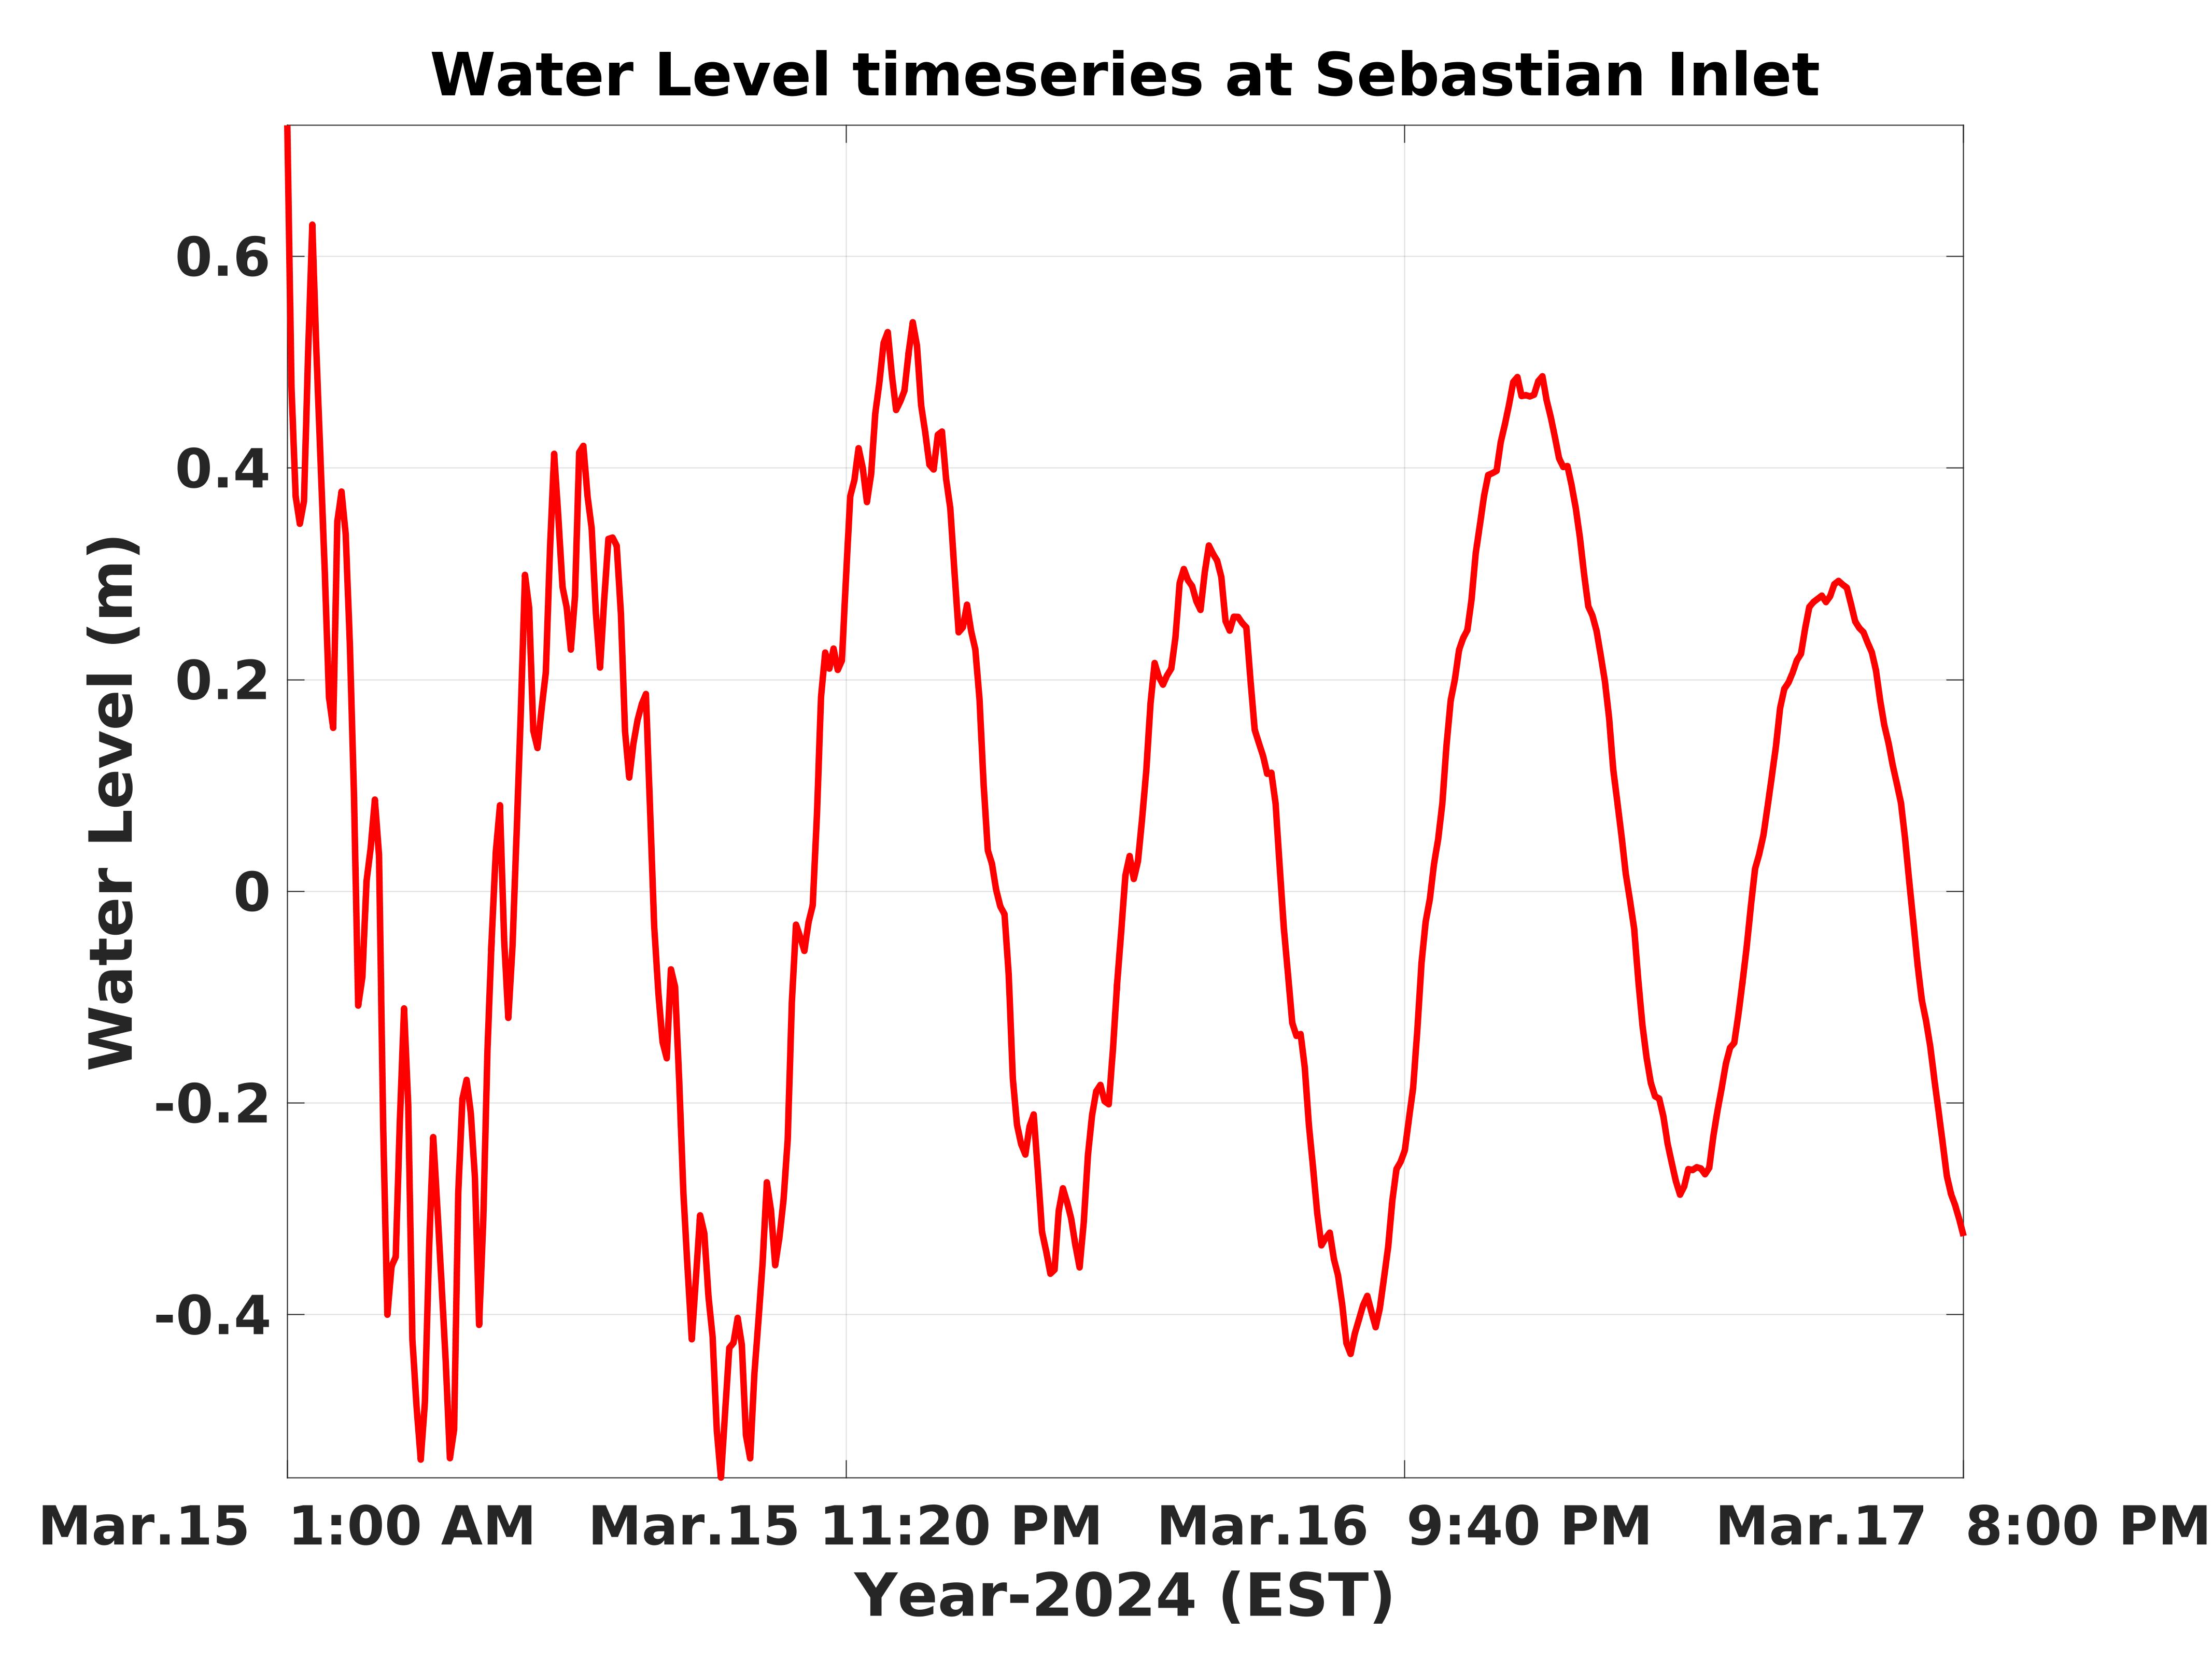 Water Level timeseries at Sebastian Inlet
Water Level (m)
0.6
0.4
0.2
0
-0.2
-0.4
Mar.15 1:00 AM Mar.15 11:20 PM Mar.16 9:40 PM Mar.17 8:00 PM
Year-2024 (EST)